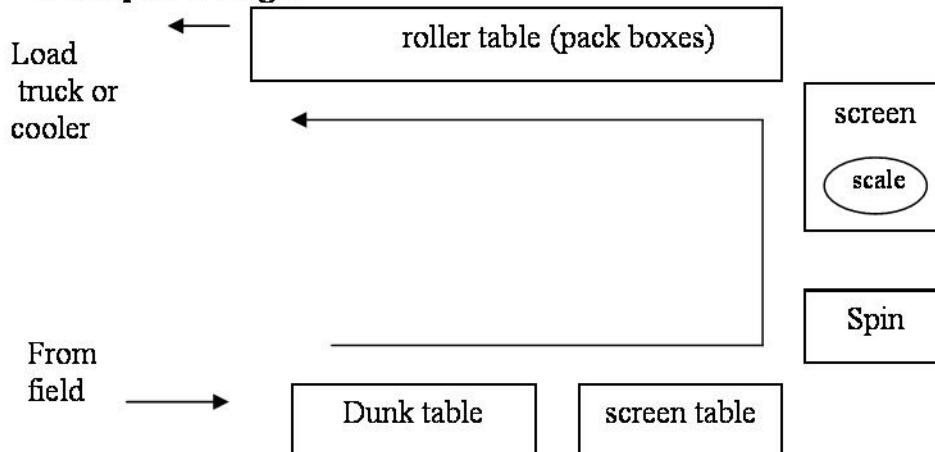 roller table (pack boxes)
Load
truck or
cooler
screen
scale
Spin
From
field
Dunk table
screen table